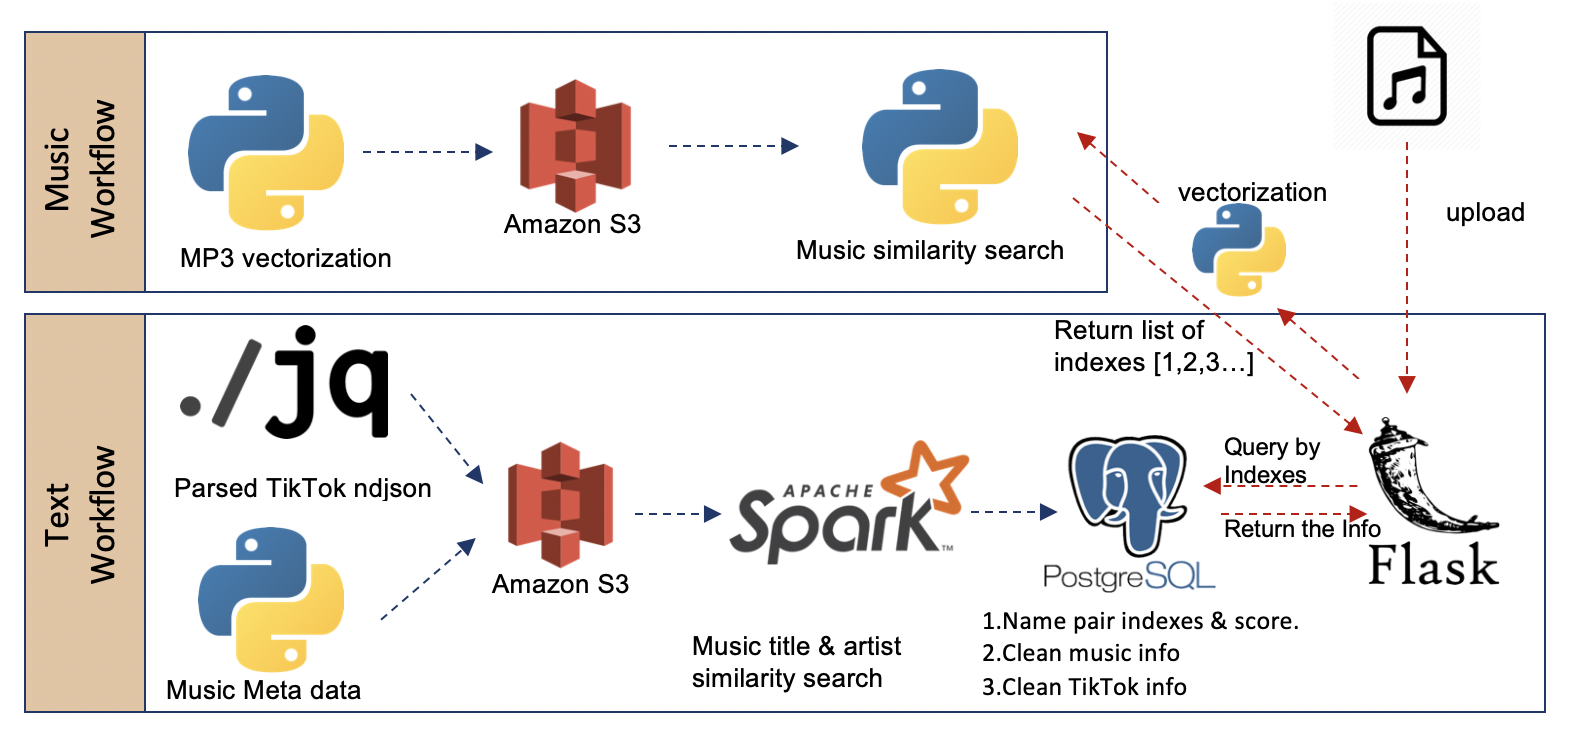 Music
Workflow
MP3 vectorization
Amazon S3
Music similarity search
vectorization
upload
Text
Workflow
./jq
Parsed TikTok ndjson
Music Meta data
Amazon S3
APACHE
Spark™
Music title & artist
similarity search
Return list of
indexes [1,2,3...]
PostgreSQL
1.Name pair indexes & score.
2.Clean music info
3.Clean TikTok info
Query by
Indexes
Return the Info
Flask